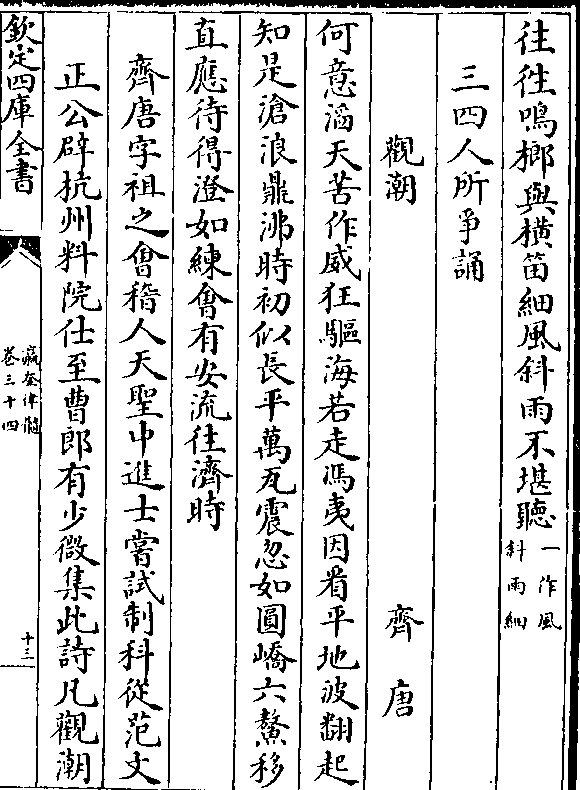 往往鳴榔與橫笛細風斜雨不堪聽一作風
斜雨細
三四人所爭誦
觀潮 齊唐
何意滔天苦作威狂驅海若走馮夷因看平地波翻起
知是滄浪鼎沸時初似長平萬瓦震忽如圓嶠六鰲移
直應待得澄如練會有安流往濟時
齊唐字祖之會稽人天聖中進士嘗試制科從范文
正公辟杭州料院仕至曹郎有少微集此詩凡觀潮
欽定四庫全書
瀛奎律髓
卷三十四
十三